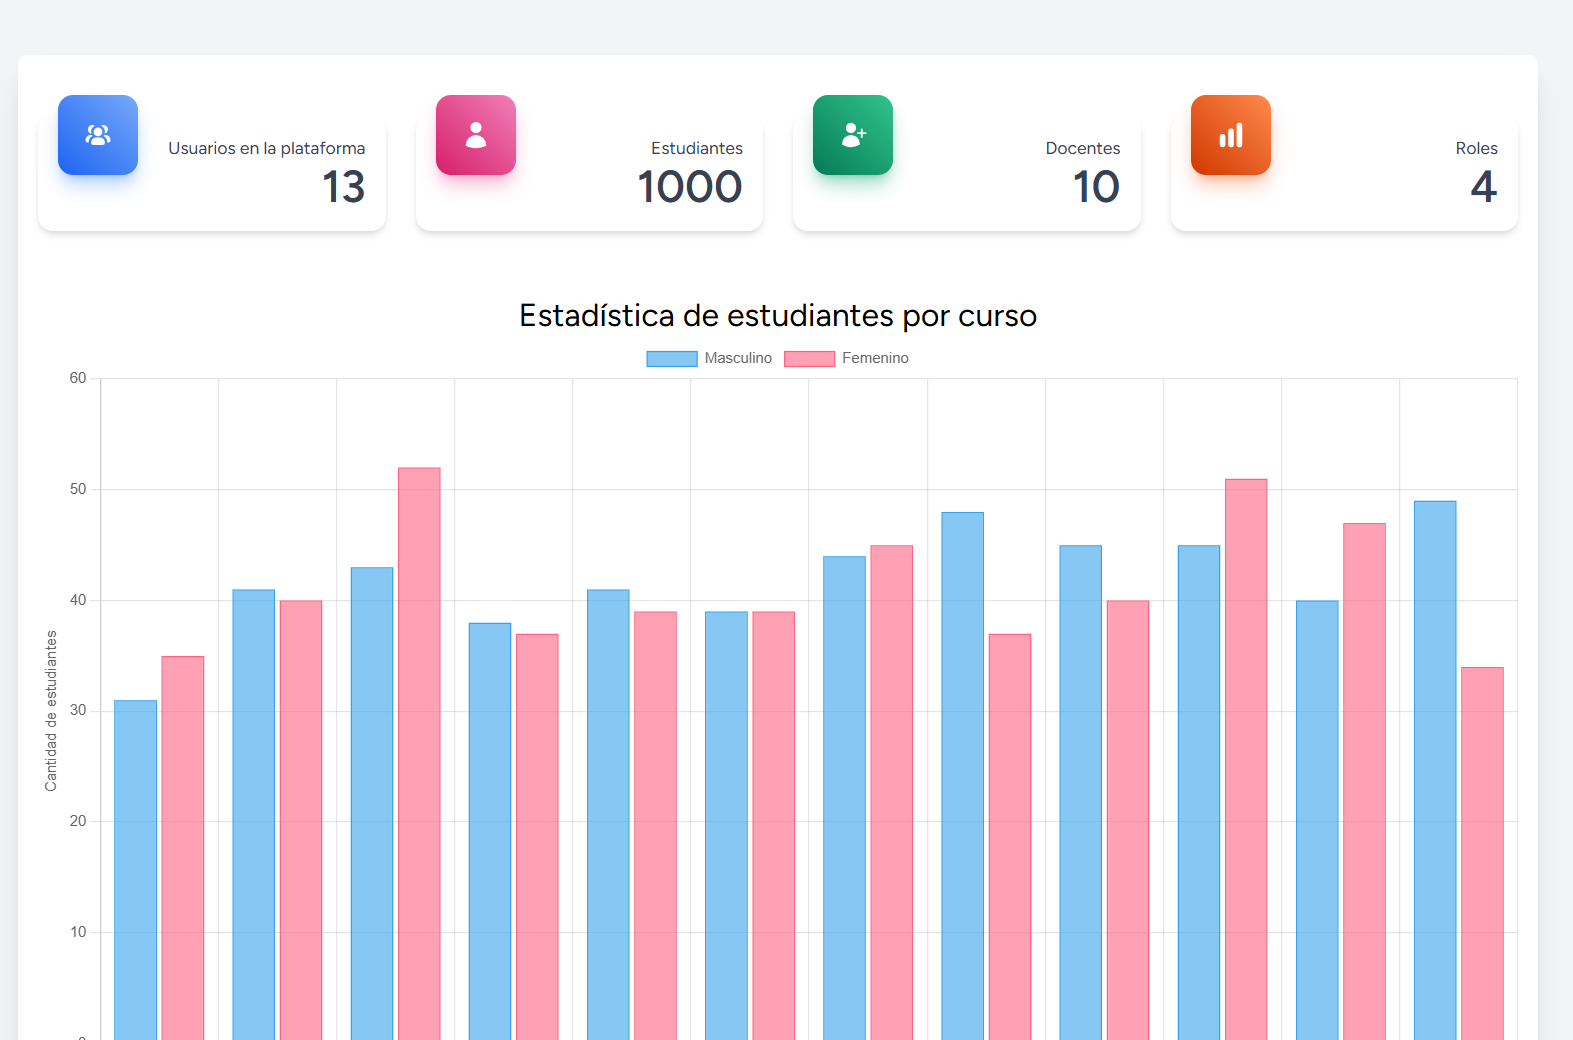 Usuarios en la plataforma
13
Estudiantes
1000
Docentes
10
Roles
4
Estadística de estudiantes por curso
Masculino Femenino
60
50
40
30
20
10
Cantidad de estudiantes